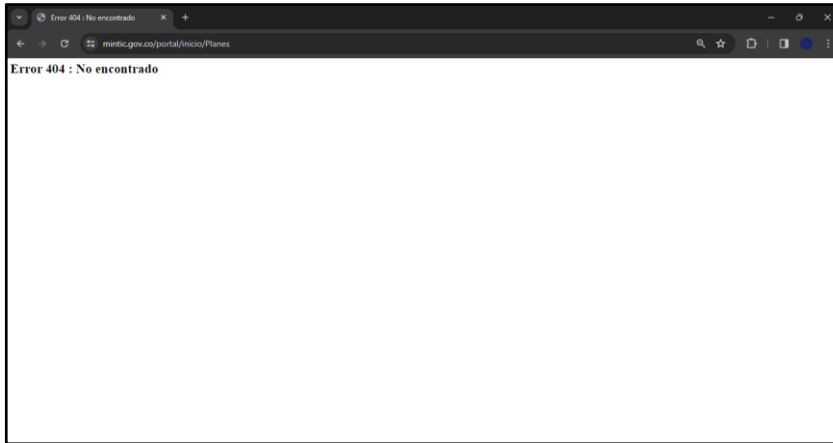 Error 404 : No encontrado
mintic.gov.co/portal/inicio/Planes
Error 404 : No encontrado